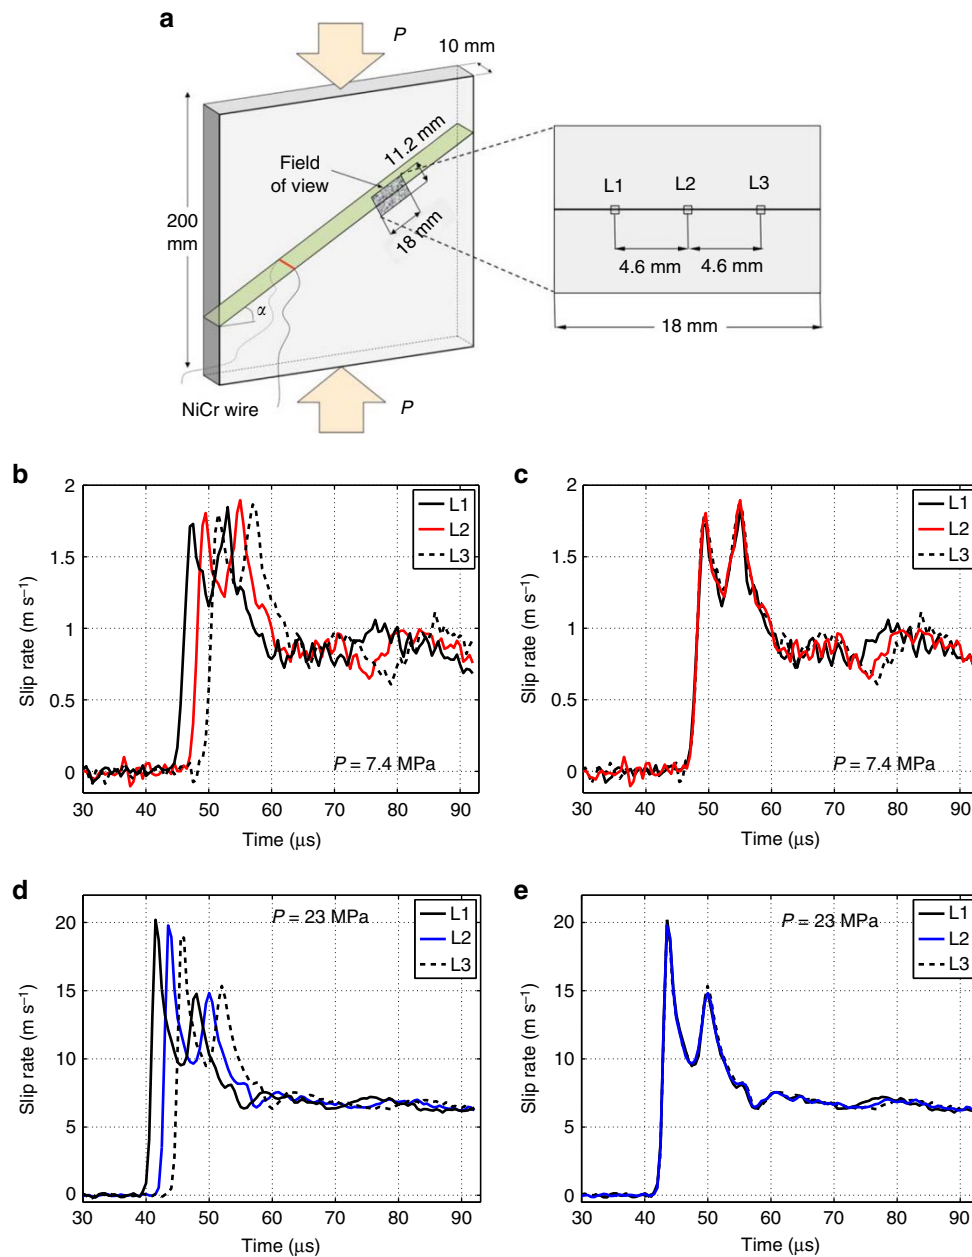 a
P
10 mm
11.2 mm
Field
of view
18 mm
200
mm
α
NiCr wire
P
L1 L2 L3
4.6 mm 4.6 mm
18 mm
b
2
1.5
1
0.5
0
Slip rate (m s⁻¹)
L1
L2
L3
P = 7.4 MPa
30 40 50 60 70 80 90
Time (μs)
c
2
1.5
1
0.5
0
Slip rate (m s⁻¹)
L1
L2
L3
P = 7.4 MPa
30 40 50 60 70 80 90
Time (μs)
d
20
15
10
5
0
Slip rate (m s⁻¹)
P = 23 MPa
L1
L2
L3
30 40 50 60 70 80 90
Time (μs)
e
20
15
10
5
0
Slip rate (m s⁻¹)
P = 23 MPa
L1
L2
L3
30 40 50 60 70 80 90
Time (μs)